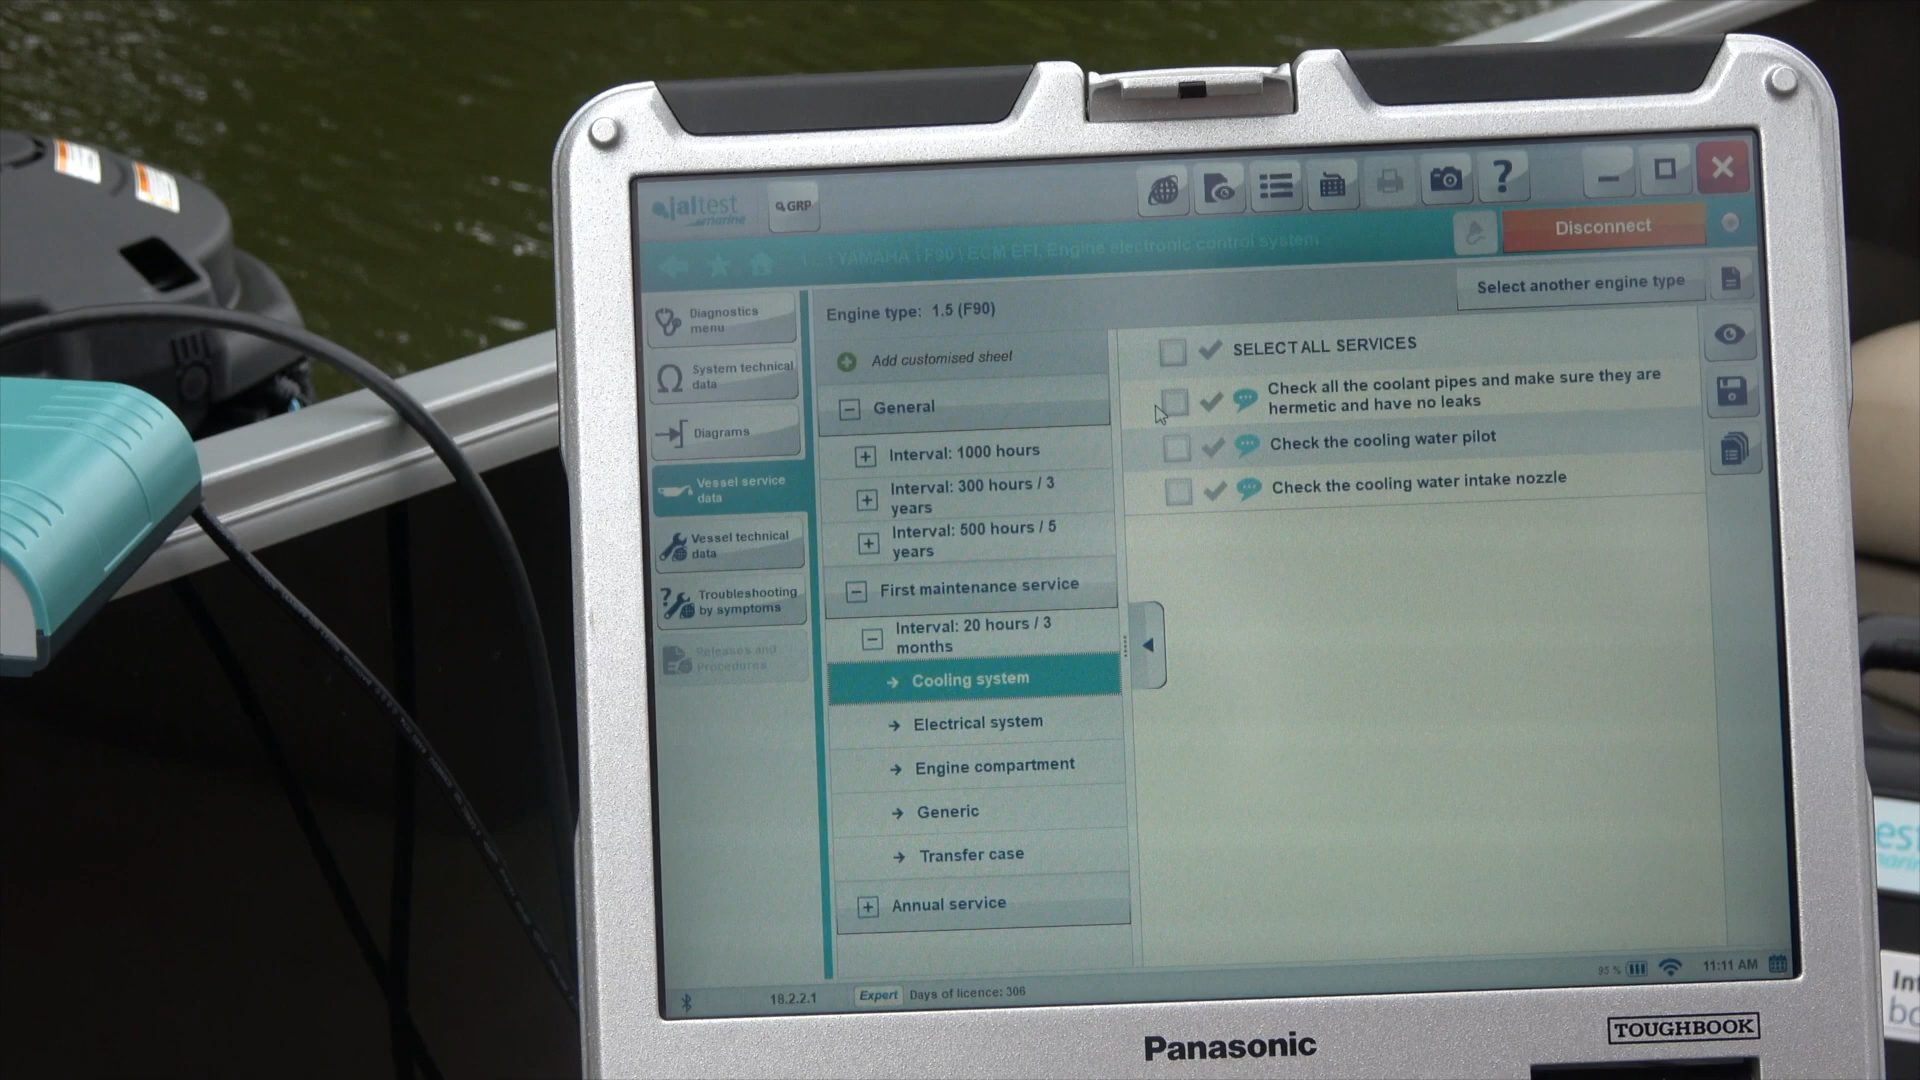 jaltest
marine
GRP
?
YAMAHA \ F90 \ ECM EFI, Engine electronic control system
Disconnect
Select another engine type
Diagnostics
menu
System technical
data
Diagrams
Vessel service
data
Vessel technical
data
Troubleshooting
by symptoms
Releases and
Procedures
Engine type: 1.5 (F90)
Add customised sheet
General
Interval: 1000 hours
Interval: 300 hours / 3
years
Interval: 500 hours / 5
years
First maintenance service
Interval: 20 hours / 3
months
Cooling system
Electrical system
Engine compartment
Generic
Transfer case
Annual service
SELECT ALL SERVICES
Check all the coolant pipes and make sure they are
hermetic and have no leaks
Check the cooling water pilot
Check the cooling water intake nozzle
18.2.2.1
Expert
Days of licence: 306
95 %
11:11 AM
Panasonic
TOUGHBOOK